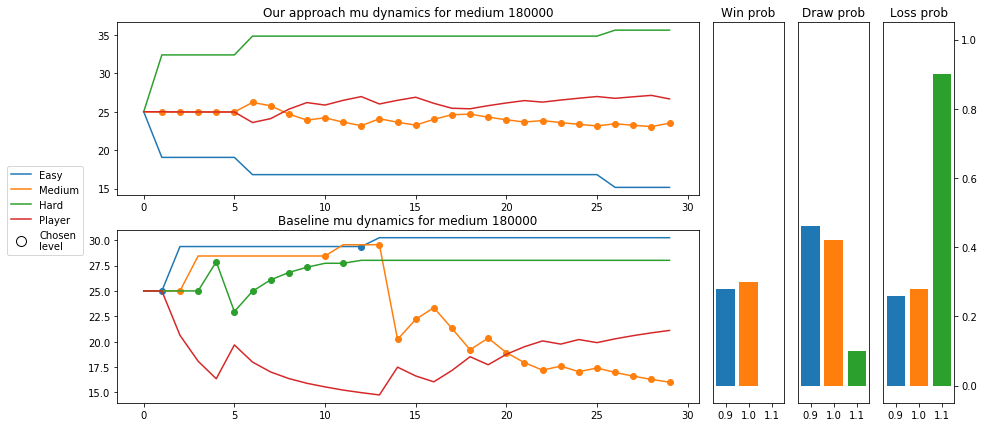 Our approach mu dynamics for medium 180000
35
30
25
20
15
0 5 10 15 20 25 30
Easy
Medium
Hard
Player
Chosen
level
Baseline mu dynamics for medium 180000
30.0
27.5
25.0
22.5
20.0
17.5
15.0
0 5 10 15 20 25 30
Win prob
0.9 1.0 1.1
Draw prob
0.9 1.0 1.1
Loss prob
1.0
0.8
0.6
0.4
0.2
0.0
0.9 1.0 1.1